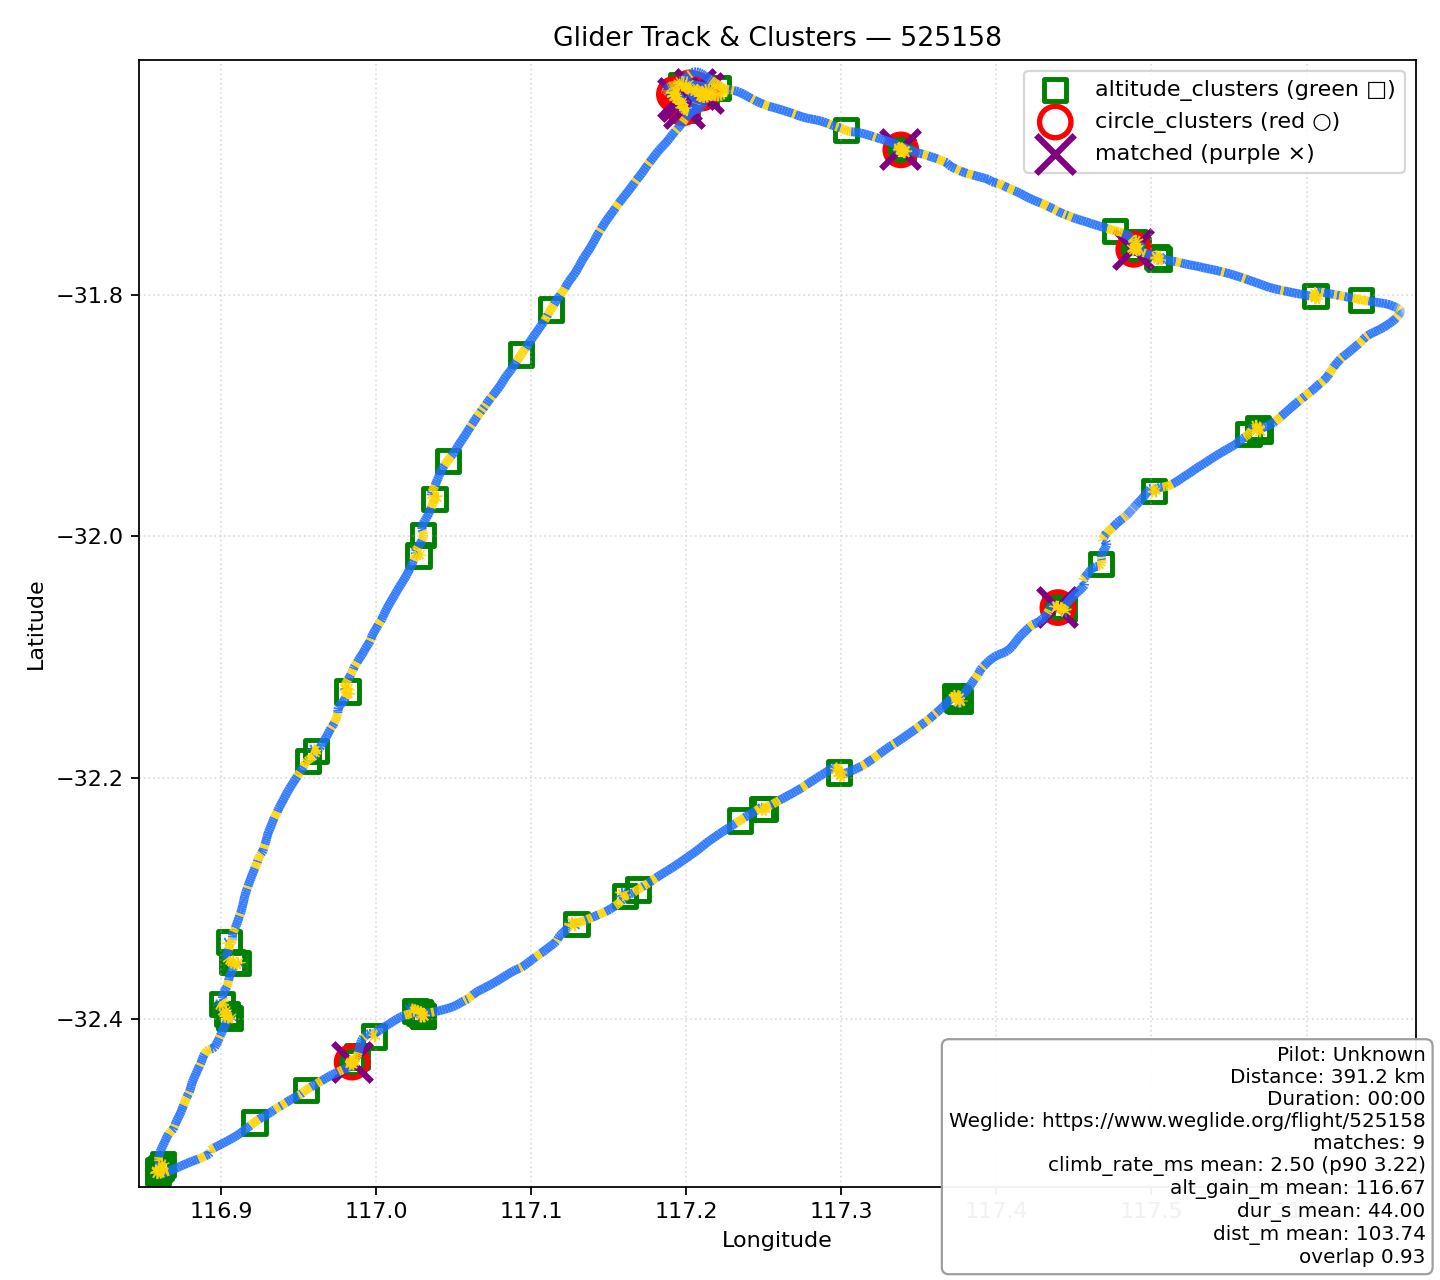 Glider Track & Clusters — 525158
altitude_clusters (green □)
circle_clusters (red ○)
matched (purple ×)
Latitude
−31.8
−32.0
−32.2
−32.4
116.9
117.0
117.1
117.2
117.3
117.4
117.5
Longitude
Pilot: Unknown
Distance: 391.2 km
Duration: 00:00
Weglide: https://www.weglide.org/flight/525158
matches: 9
climb_rate_ms mean: 2.50 (p90 3.22)
alt_gain_m mean: 116.67
dur_s mean: 44.00
dist_m mean: 103.74
overlap 0.93